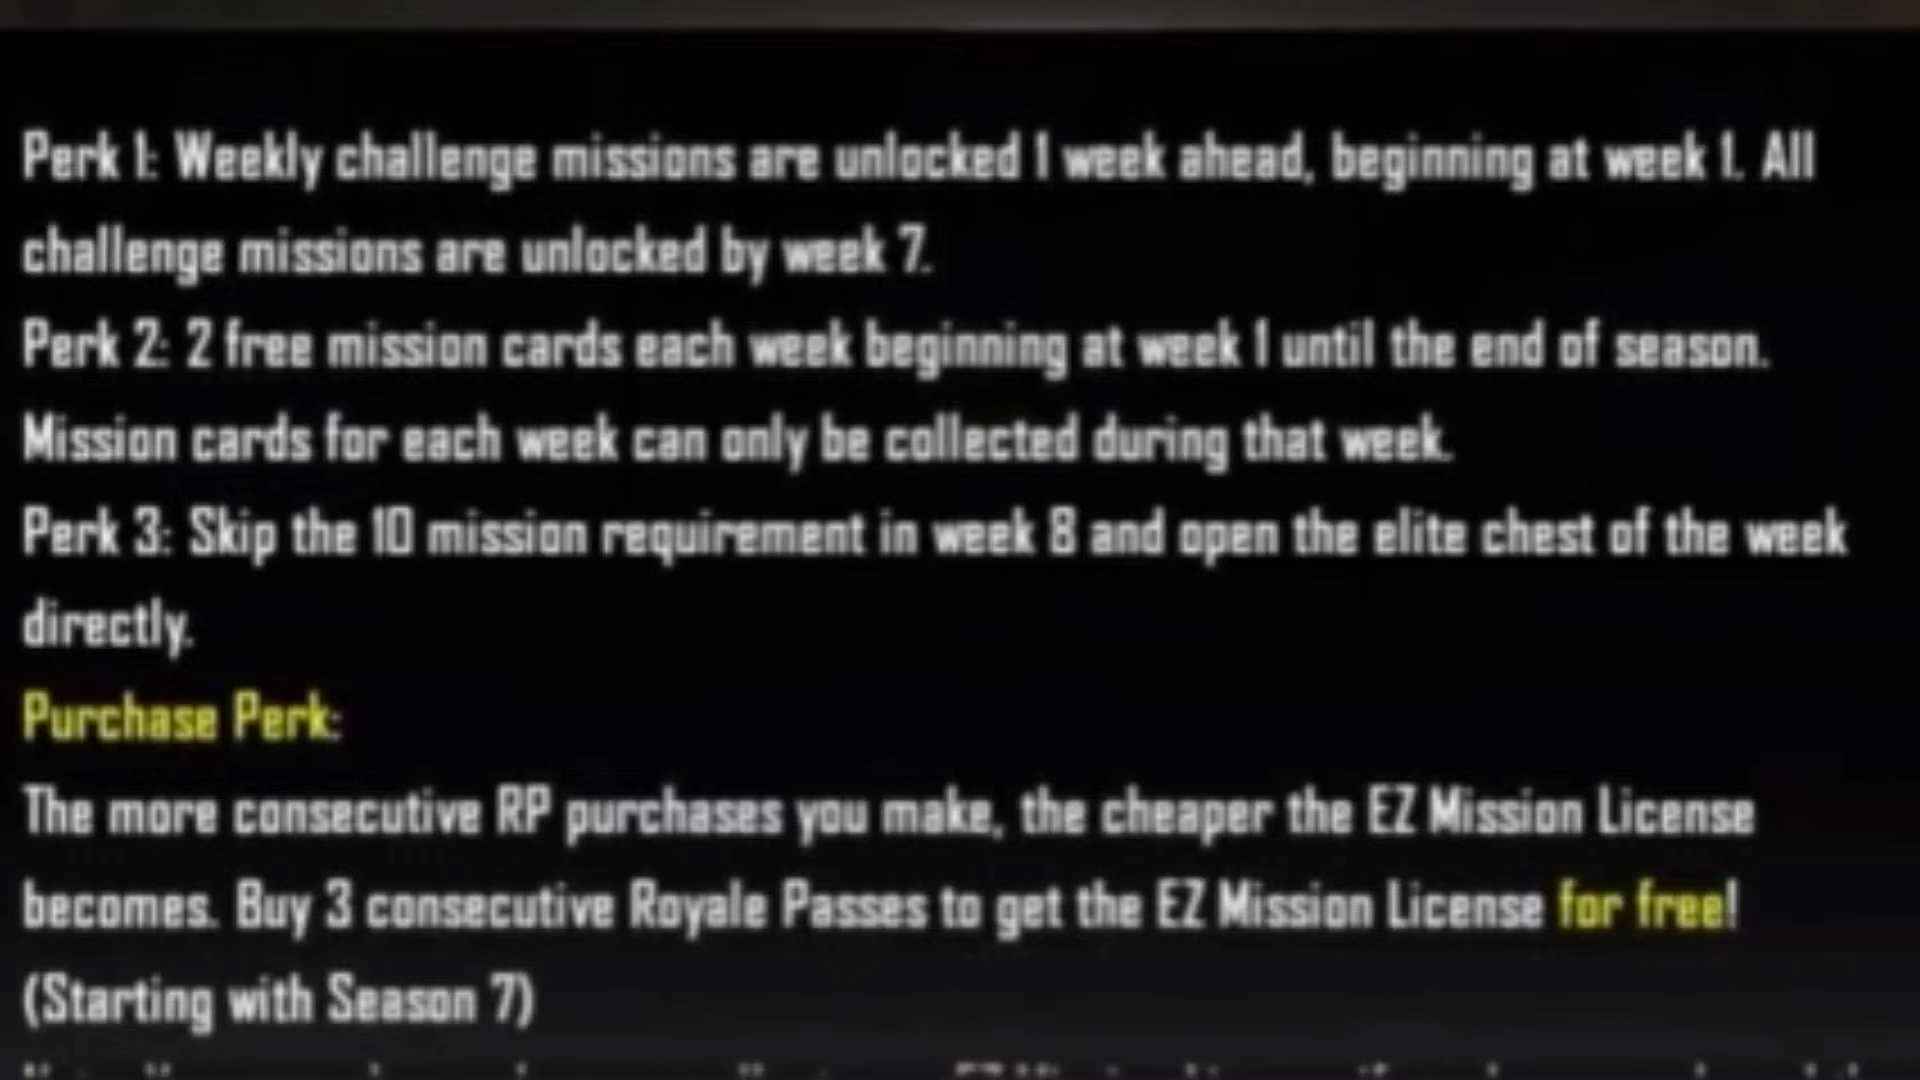 Perk 1: Weekly challenge missions are unlocked 1 week ahead, beginning at week 1. All
challenge missions are unlocked by week 7.
Perk 2: 2 free mission cards each week beginning at week 1 until the end of season.
Mission cards for each week can only be collected during that week.
Perk 3: Skip the 10 mission requirement in week 8 and open the elite chest of the week
directly.
Purchase Perk:
The more consecutive RP purchases you make, the cheaper the EZ Mission License
becomes. Buy 3 consecutive Royale Passes to get the EZ Mission License for free!
(Starting with Season 7)